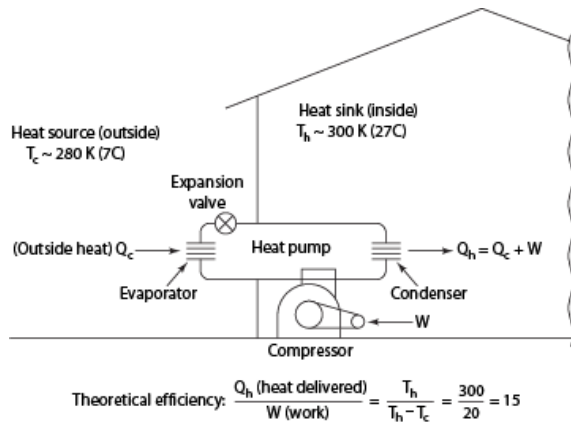 Heat source (outside)
T_c ~ 280 K (7C)
Heat sink (inside)
T_h ~ 300 K (27C)
Expansion
valve
(Outside heat) Q_c
Heat pump
Q_h = Q_c + W
Evaporator
Condenser
W
Compressor
Theoretical efficiency: Q_h (heat delivered) / W (work) = T_h / (T_h – T_c) = 300 / 20 = 15